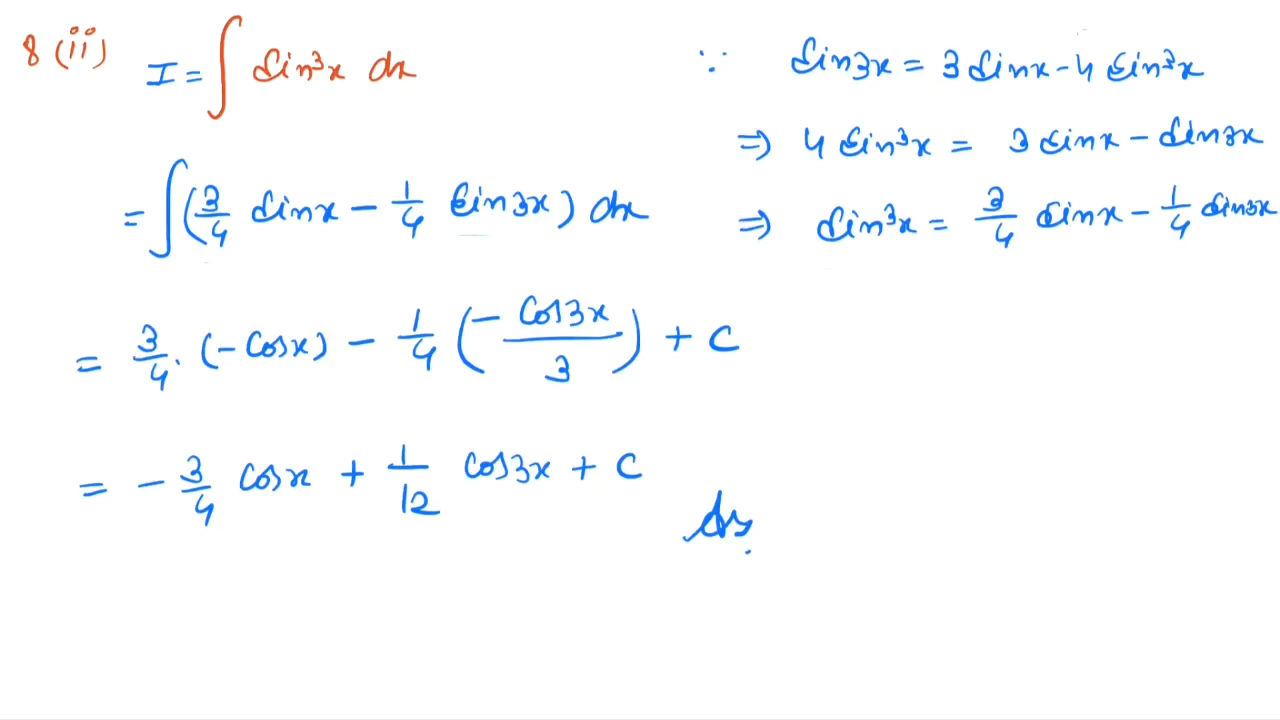 8 (ii) I = ∫ sin³x dx
∵ sin3x = 3 sinx - 4 sin³x
⇒ 4 sin³x = 3 sinx - sin3x
= ∫ (3/4 sinx - 1/4 sin3x) dx
⇒ sin³x = 3/4 sinx - 1/4 sin3x
= 3/4 . (-cosx) - 1/4 (- cos3x / 3) + c
= - 3/4 cosx + 1/12 cos3x + c
Ans.